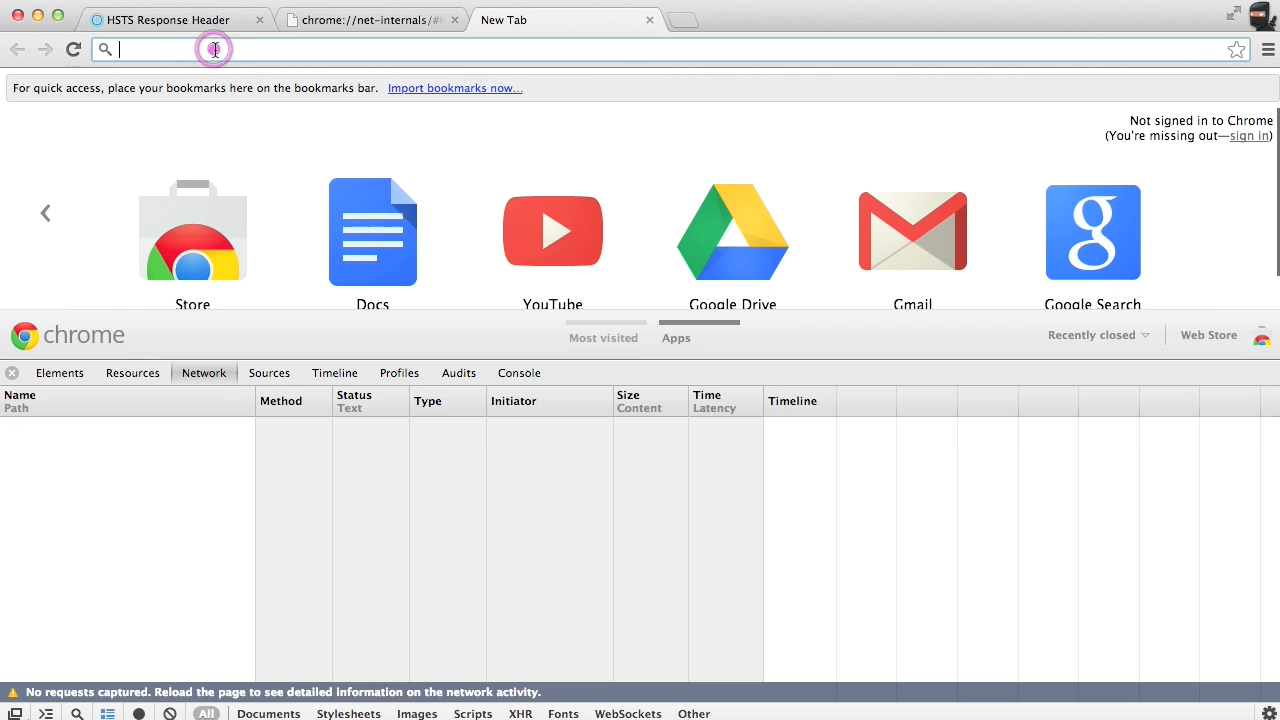 HSTS Response Header
chrome://net-internals/#h
New Tab
For quick access, place your bookmarks here on the bookmarks bar. Import bookmarks now...
Not signed in to Chrome
(You're missing out—sign in)
Store
Docs
YouTube
Google Drive
Gmail
Google Search
chrome
Most visited
Apps
Recently closed
Web Store
Elements
Resources
Network
Sources
Timeline
Profiles
Audits
Console
Name
Path
Method
Status
Text
Type
Initiator
Size
Content
Time
Latency
Timeline
No requests captured. Reload the page to see detailed information on the network activity.
All
Documents
Stylesheets
Images
Scripts
XHR
Fonts
WebSockets
Other